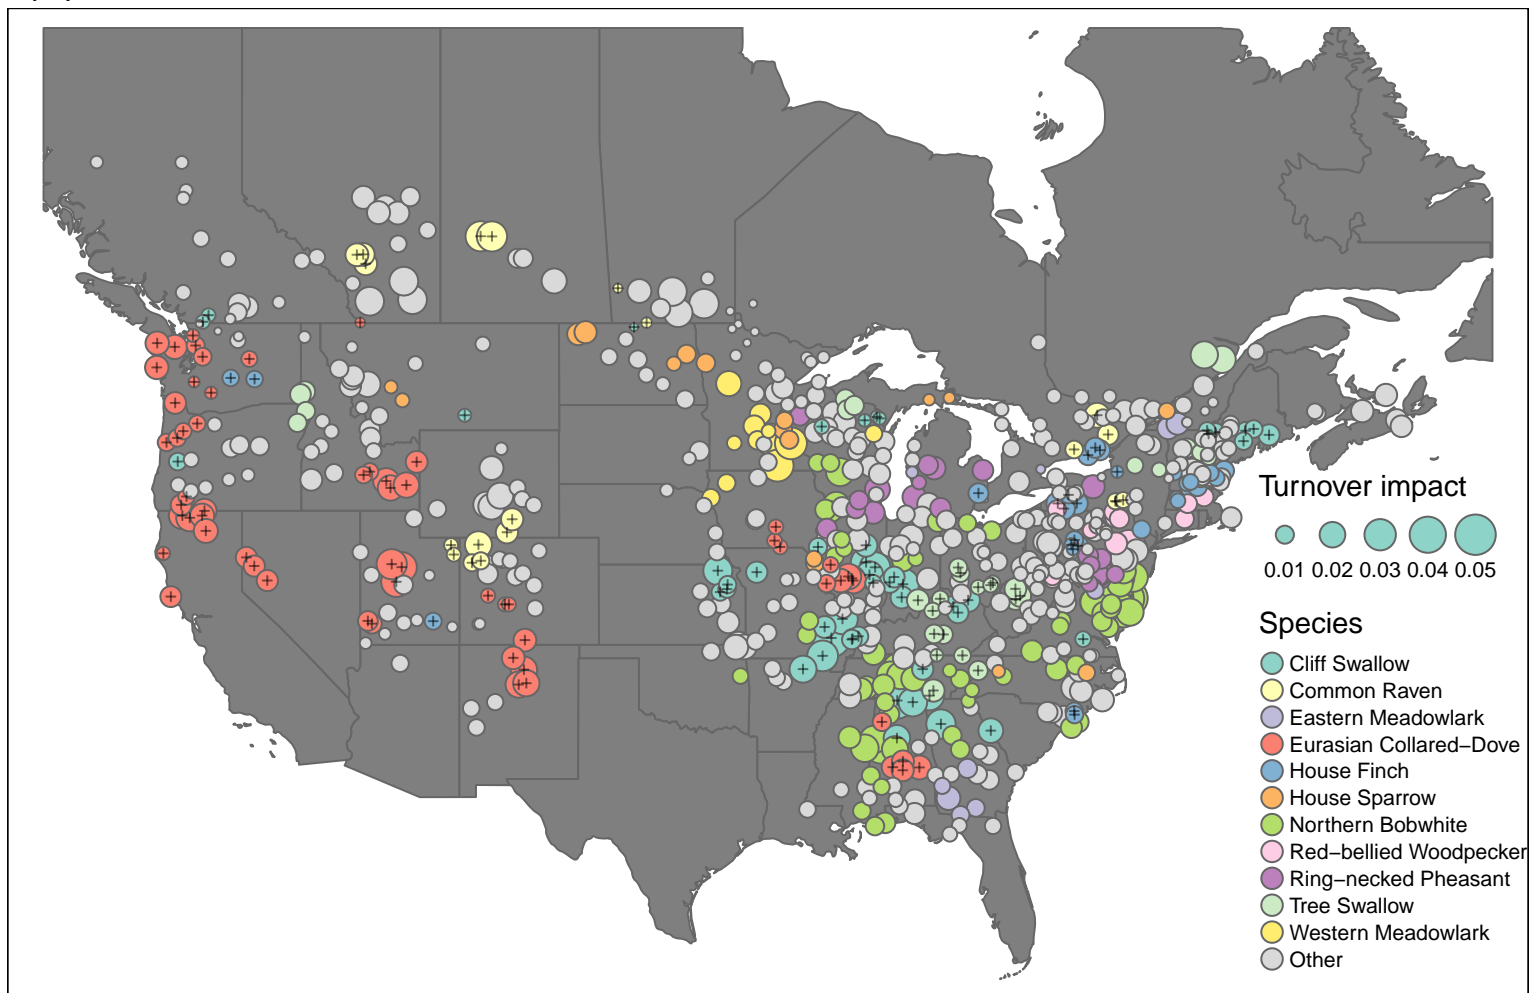 Turnover impact
0.01 0.02 0.03 0.04 0.05
Species
Cliff Swallow
Common Raven
Eastern Meadowlark
Eurasian Collared−Dove
House Finch
House Sparrow
Northern Bobwhite
Red−bellied Woodpecker
Ring−necked Pheasant
Tree Swallow
Western Meadowlark
Other